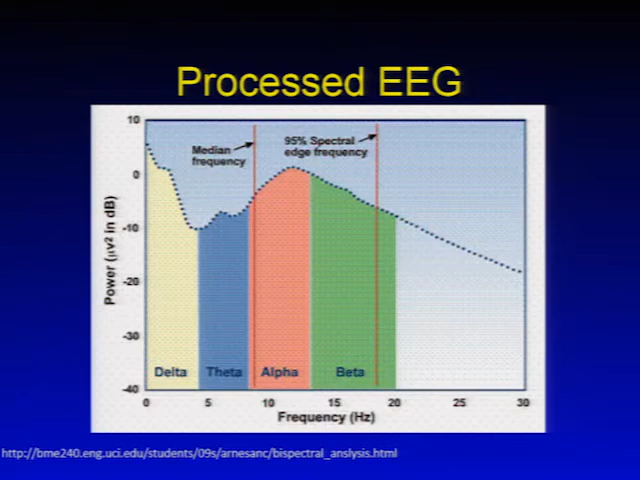 Processed EEG
10
0
-10
-20
-30
-40
Power (µv2 in dB)
Median
frequency
95% Spectral
edge frequency
Delta
Theta
Alpha
Beta
0
5
10
15
20
25
30
Frequency (Hz)
http://bme240.eng.uci.edu/students/09s/arnesanc/bispectral_anslysis.html